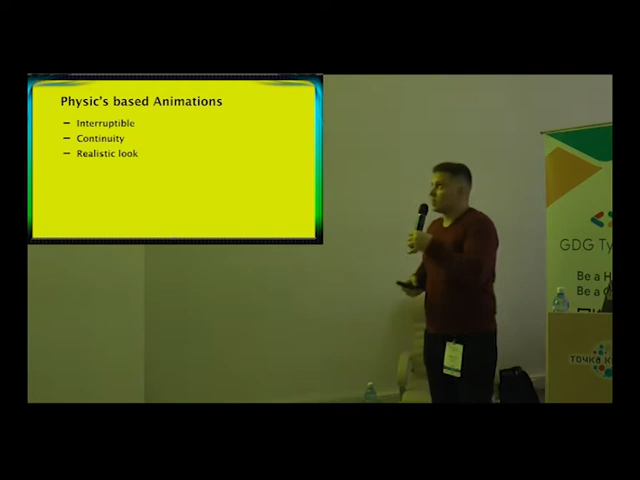 Physic's based Animations
– Interruptible
– Continuity
– Realistic look
GDG Ty
Be a H
Be a
точка к